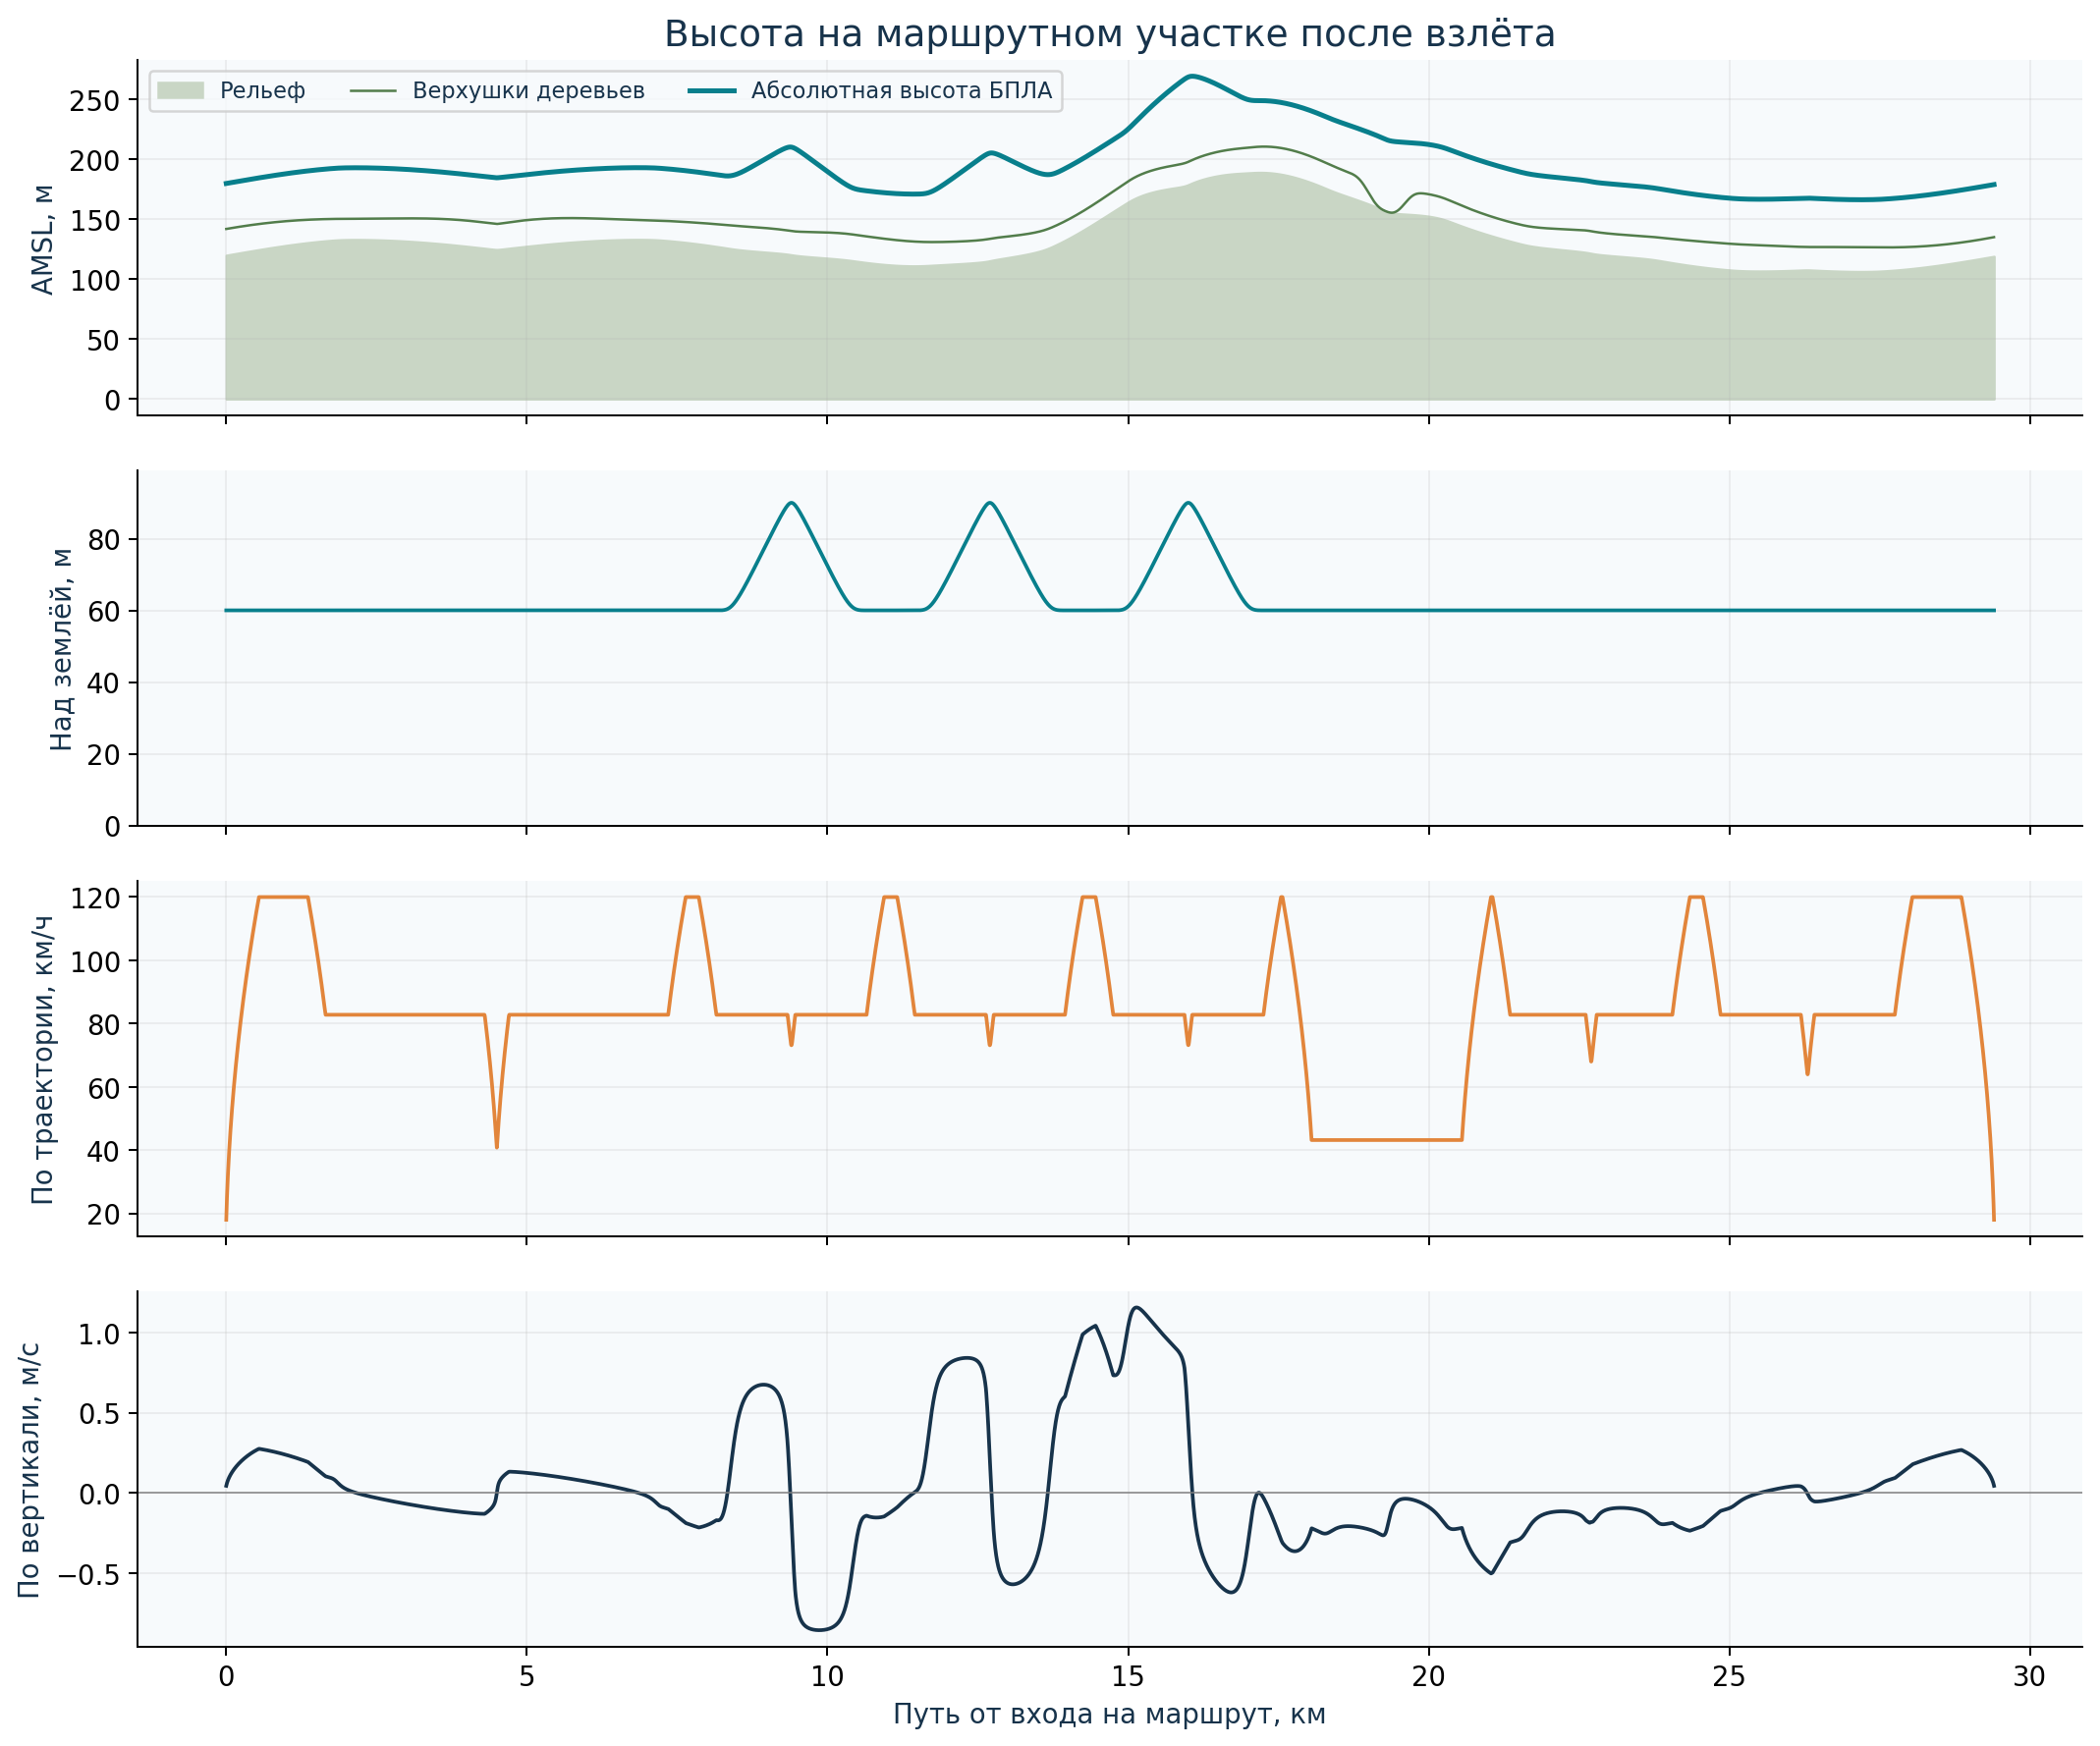 Высота на маршрутном участке после взлёта
Рельеф
Верхушки деревьев
Абсолютная высота БПЛА
AMSL, м
250
200
150
100
50
0
Над землёй, м
80
60
40
20
0
По траектории, км/ч
120
100
80
60
40
20
По вертикали, м/с
1.0
0.5
0.0
−0.5
0 5 10 15 20 25 30
Путь от входа на маршрут, км